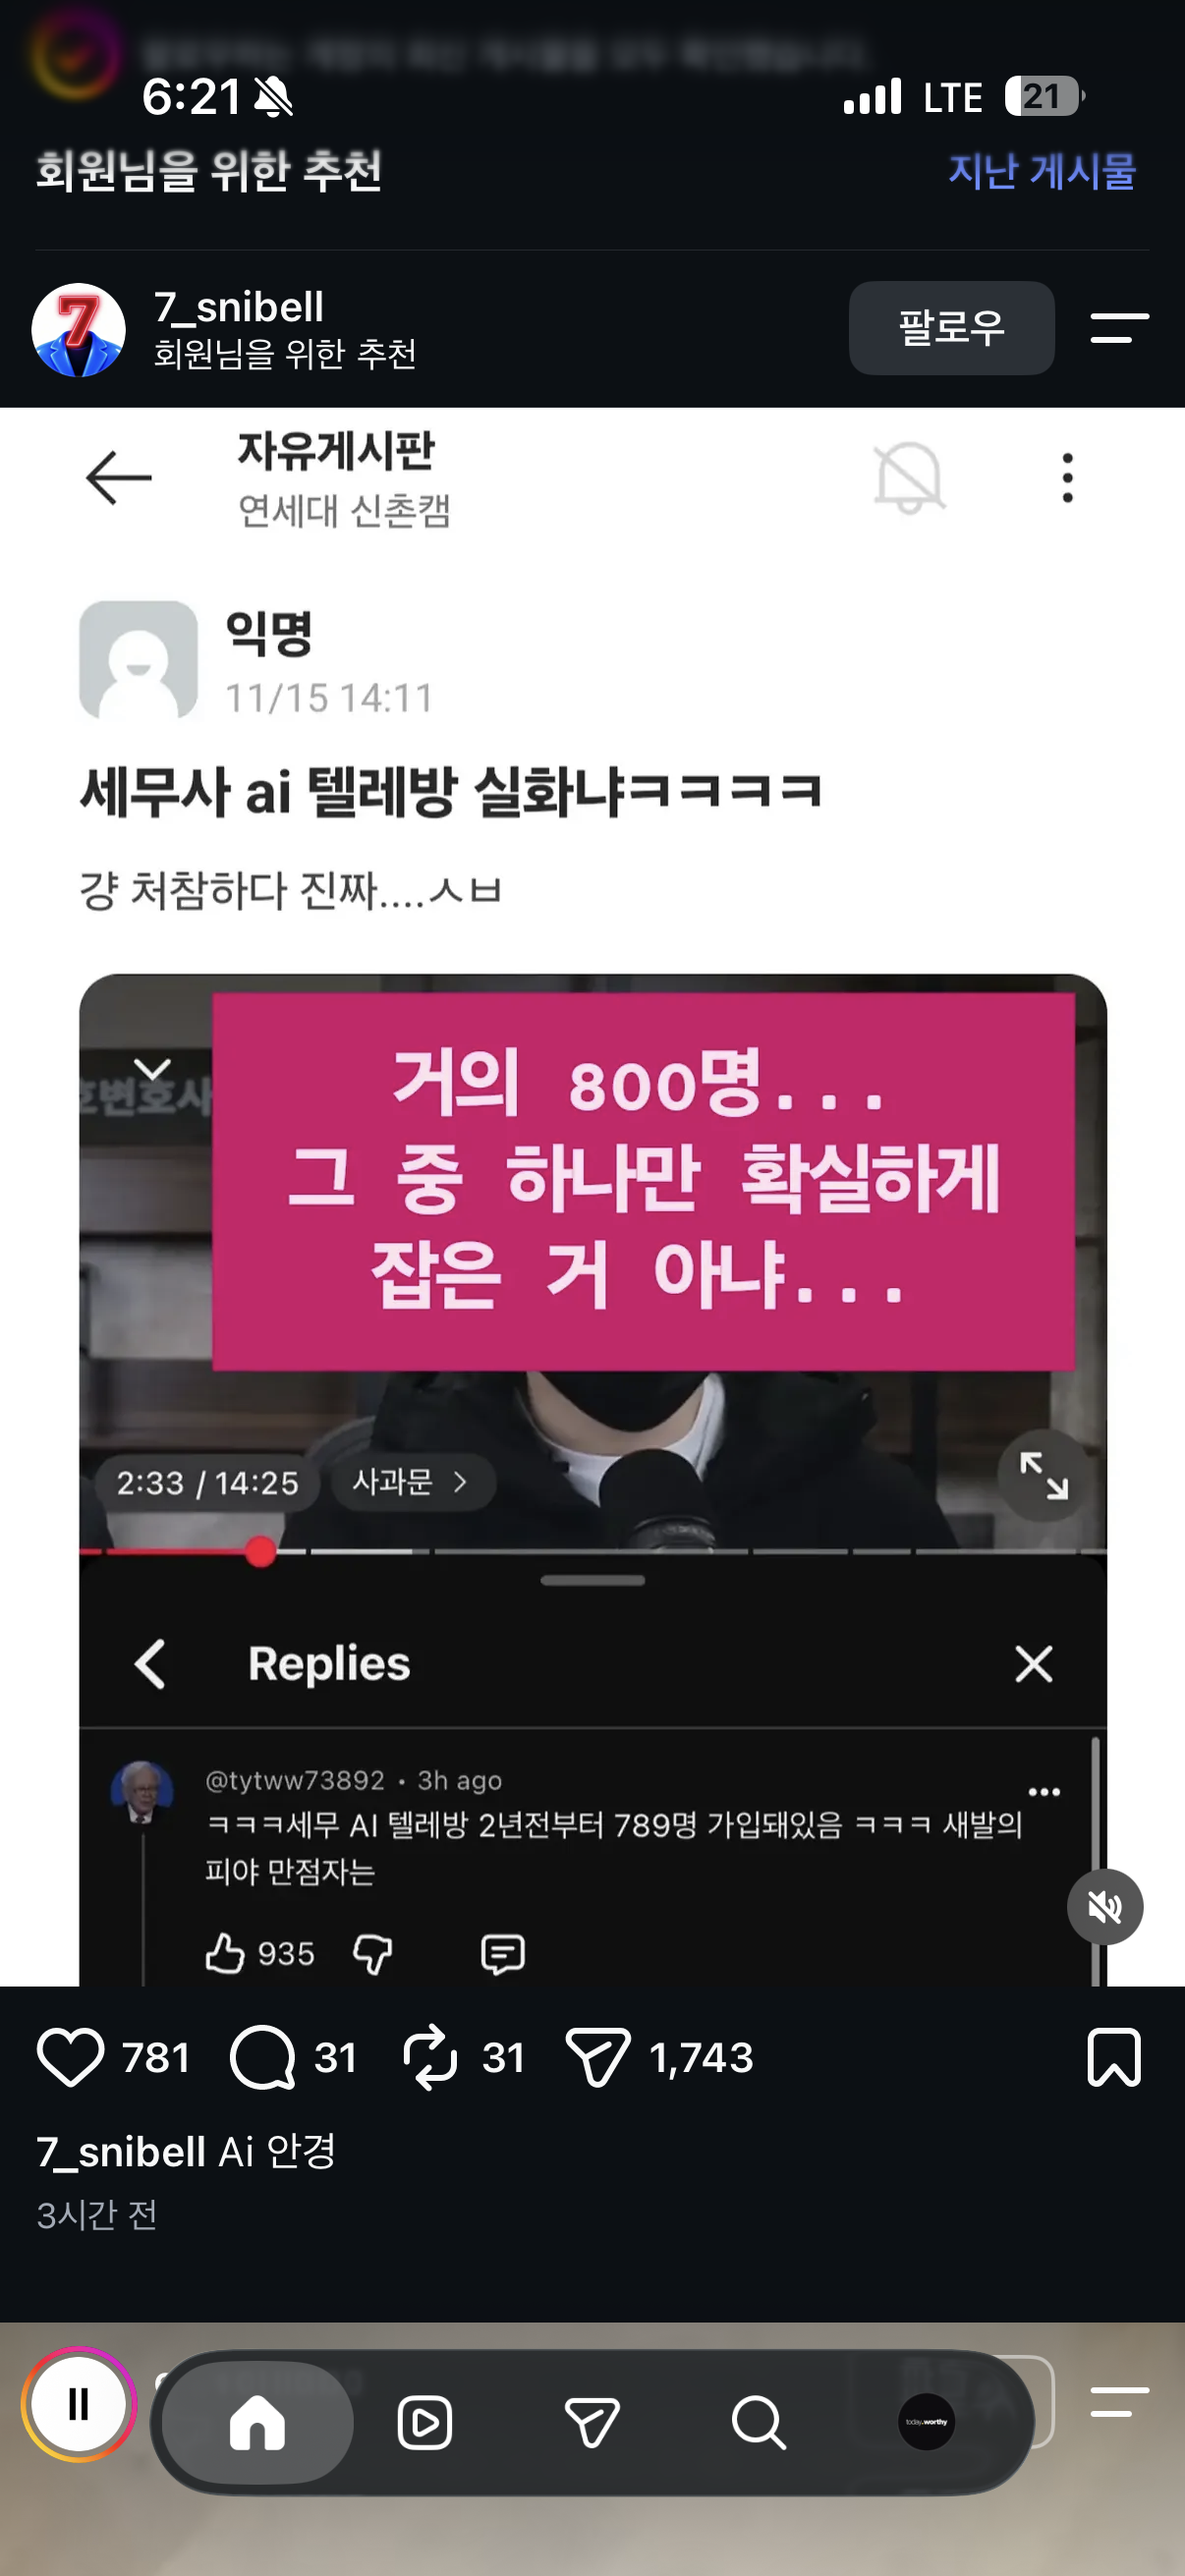 6:21
LTE
21
회원님을 위한 추천
지난 게시물
7_snibell
회원님을 위한 추천
팔로우
자유게시판
연세대 신촌캠
익명
11/15 14:11
세무사 ai 텔레방 실화냐ㅋㅋㅋㅋ
걍 처참하다 진짜....ㅅㅂ
호변호사
거의 800명...
그 중 하나만 확실하게
잡은 거 아냐...
2:33 / 14:25
사과문 >
Replies
@tytww73892 • 3h ago
ㅋㅋㅋ세무 AI 텔레방 2년전부터 789명 가입돼있음 ㅋㅋㅋ 새발의
피야 만점자는
935
781
31
31
1,743
7_snibell Ai 안경
3시간 전
today.worthy